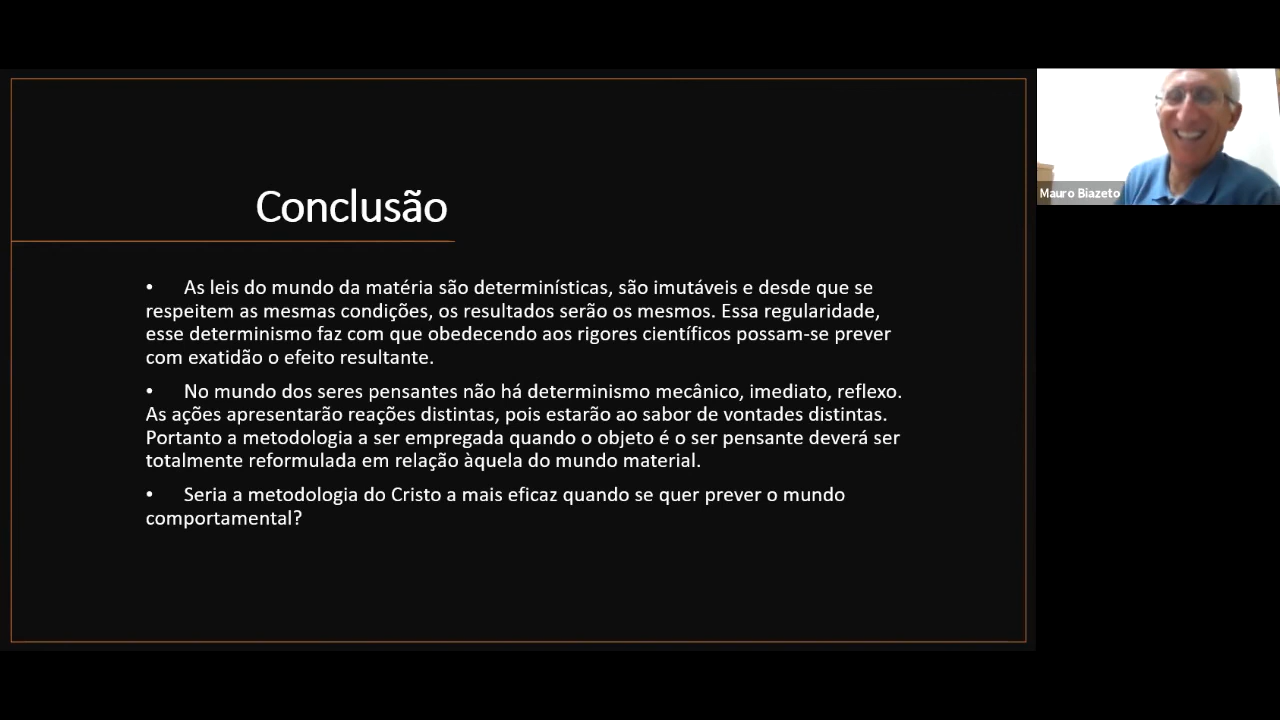 Conclusão
• As leis do mundo da matéria são determinísticas, são imutáveis e desde que se
respeitem as mesmas condições, os resultados serão os mesmos. Essa regularidade,
esse determinismo faz com que obedecendo aos rigores científicos possam-se prever
com exatidão o efeito resultante.
• No mundo dos seres pensantes não há determinismo mecânico, imediato, reflexo.
As ações apresentarão reações distintas, pois estarão ao sabor de vontades distintas.
Portanto a metodologia a ser empregada quando o objeto é o ser pensante deverá ser
totalmente reformulada em relação àquela do mundo material.
• Seria a metodologia do Cristo a mais eficaz quando se quer prever o mundo
comportamental?
Mauro Biazeto